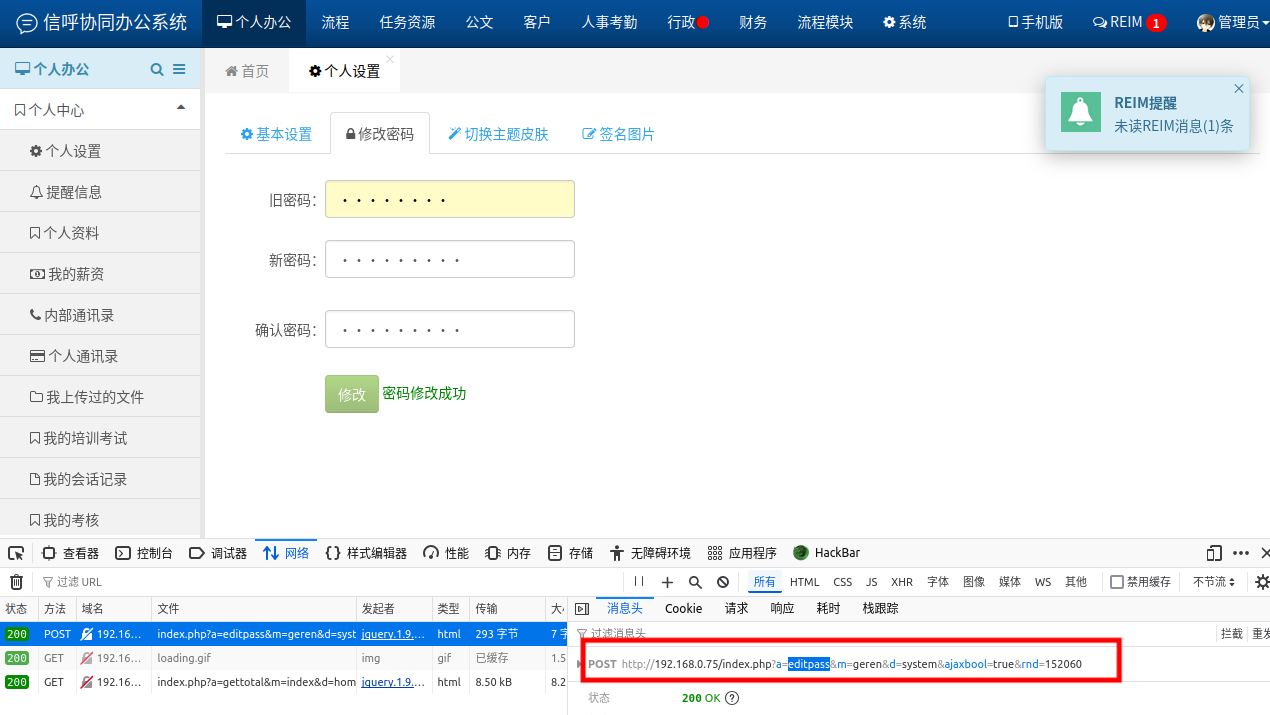 信呼协同办公系统 个人办公 流程 任务资源 公文 客户 人事考勤 行政 财务 流程模块 系统 手机版 REIM 1 管理员
个人办公
首页 个人设置
个人中心
REIM提醒
未读REIM消息(1)条
基本设置 修改密码 切换主题皮肤 签名图片
个人设置
提醒信息
个人资料
我的薪资
内部通讯录
个人通讯录
我上传过的文件
我的培训考试
我的会话记录
我的考核
旧密码:
新密码:
确认密码:
修改 密码修改成功
查看器 控制台 调试器 网络 样式编辑器 性能 内存 存储 无障碍环境 应用程序 HackBar
过滤 URL 所有 HTML CSS JS XHR 字体 图像 媒体 WS 其他 禁用缓存 不节流
状态 方法 域名 文件 发起者 类型 传输 大
200 POST 192.16… index.php?a=editpass&m=geren&d=syst jquery.1.9.… html 293 字节 7 字
200 GET 192.16… loading.gif img gif 已缓存 1.5
200 GET 192.16… index.php?a=gettotal&m=index&d=hom jquery.1.9.… html 8.50 kB 8.2
消息头 Cookie 请求 响应 耗时 栈跟踪
过滤消息头 拦截 重发
POST http://192.168.0.75/index.php?a=editpass&m=geren&d=system&ajaxbool=true&rnd=152060
状态 200 OK ?